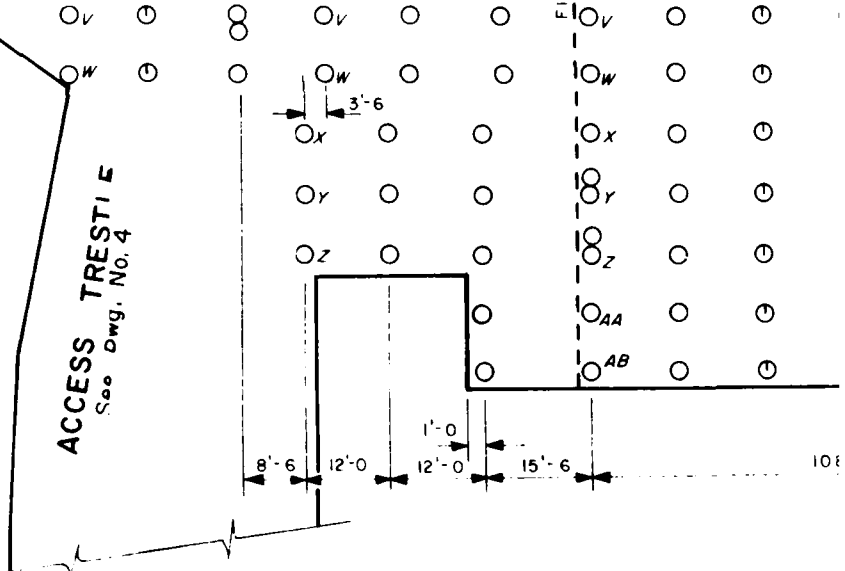 V V V
W W W
3'-6
X X
Y Y
Z Z
AA
AB
ACCESS TRESTLE
See Dwg. No. 4
1'-0
8'-6 12'-0 12'-0 15'-6